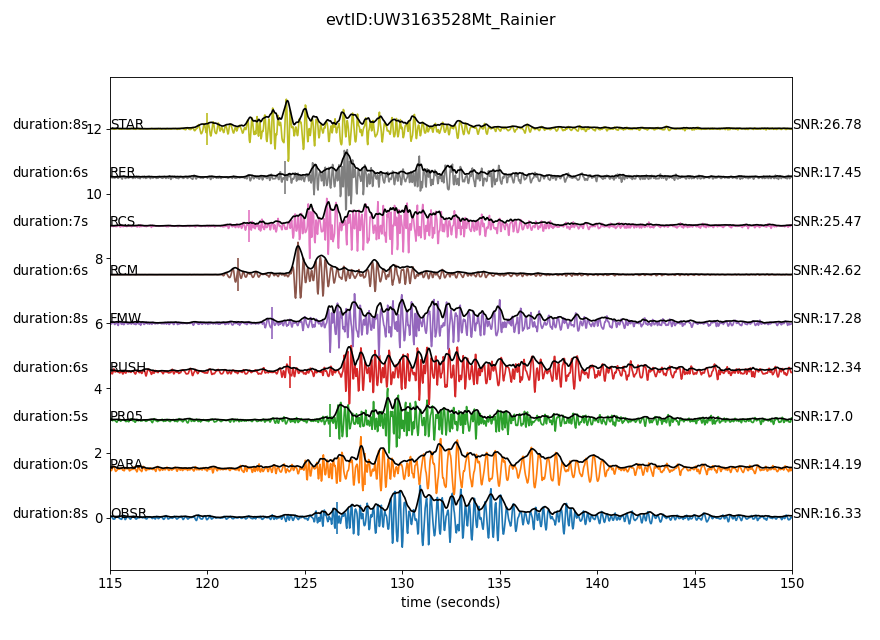 evtID:UW3163528Mt_Rainier
duration:8s STAR SNR:26.78
12
duration:6s RER SNR:17.45
10
duration:7s RCS SNR:25.47
8
duration:6s RCM SNR:42.62
duration:8s FMW SNR:17.28
6
duration:6s RUSH SNR:12.34
4
duration:5s PR05 SNR:17.0
2
duration:0s PARA SNR:14.19
duration:8s OBSR SNR:16.33
0
115 120 125 130 135 140 145 150
time (seconds)